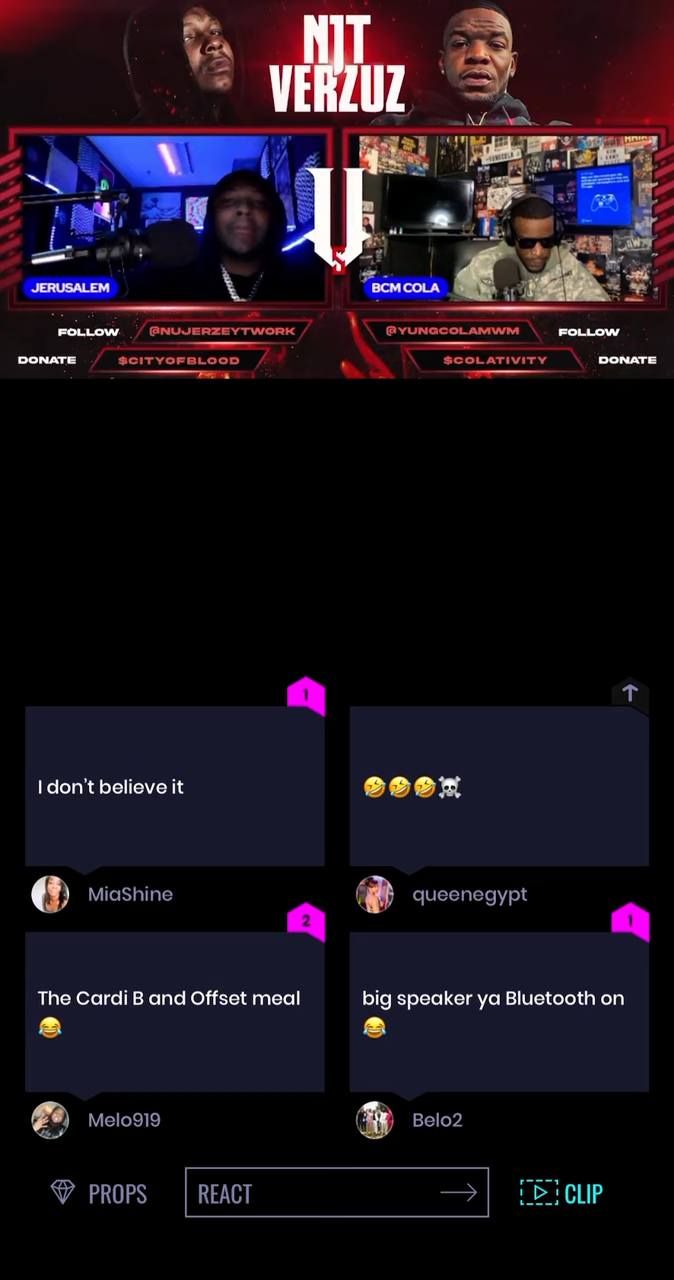 NJT
VERZUZ
JERUSALEM
BCM COLA
FOLLOW @NUJERZEYTWORK
@YUNGCOLAMWM FOLLOW
DONATE $CITYOFBLOOD
$COLATIVITY DONATE
1
I don't believe it
🤣🤣🤣☠️
MiaShine
queenegypt
2
1
The Cardi B and Offset meal
😂
big speaker ya Bluetooth on
😂
Melo919
Belo2
PROPS
REACT
CLIP